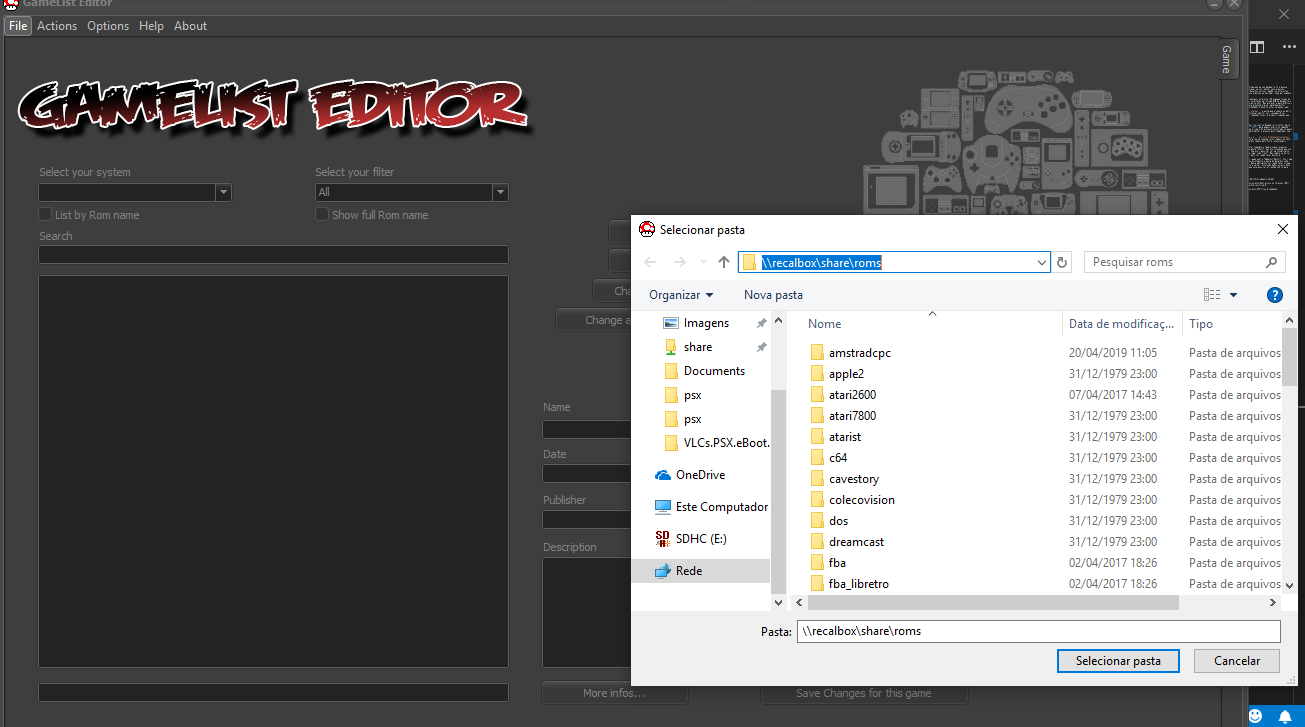 GameList Editor
File Actions Options Help About
Game
GAMELIST EDITOR
Select your system
Select your filter
All
List by Rom name
Show full Rom name
Search
Cha
Change a
Name
Date
Publisher
Description
More infos...
Save Changes for this game
Selecionar pasta
\\recalbox\share\roms
Pesquisar roms
Organizar
Nova pasta
?
Imagens
share
Documents
psx
psx
VLCs.PSX.eBoot.
OneDrive
Este Computador
SD
HC
SDHC (E:)
Rede
Nome Data de modificaç... Tipo
amstradcpc 20/04/2019 11:05 Pasta de arquivos
apple2 31/12/1979 23:00 Pasta de arquivos
atari2600 07/04/2017 14:43 Pasta de arquivos
atari7800 31/12/1979 23:00 Pasta de arquivos
atarist 31/12/1979 23:00 Pasta de arquivos
c64 31/12/1979 23:00 Pasta de arquivos
cavestory 31/12/1979 23:00 Pasta de arquivos
colecovision 31/12/1979 23:00 Pasta de arquivos
dos 31/12/1979 23:00 Pasta de arquivos
dreamcast 31/12/1979 23:00 Pasta de arquivos
fba 02/04/2017 18:26 Pasta de arquivos
fba_libretro 02/04/2017 18:26 Pasta de arquivos
Pasta: \\recalbox\share\roms
Selecionar pasta
Cancelar